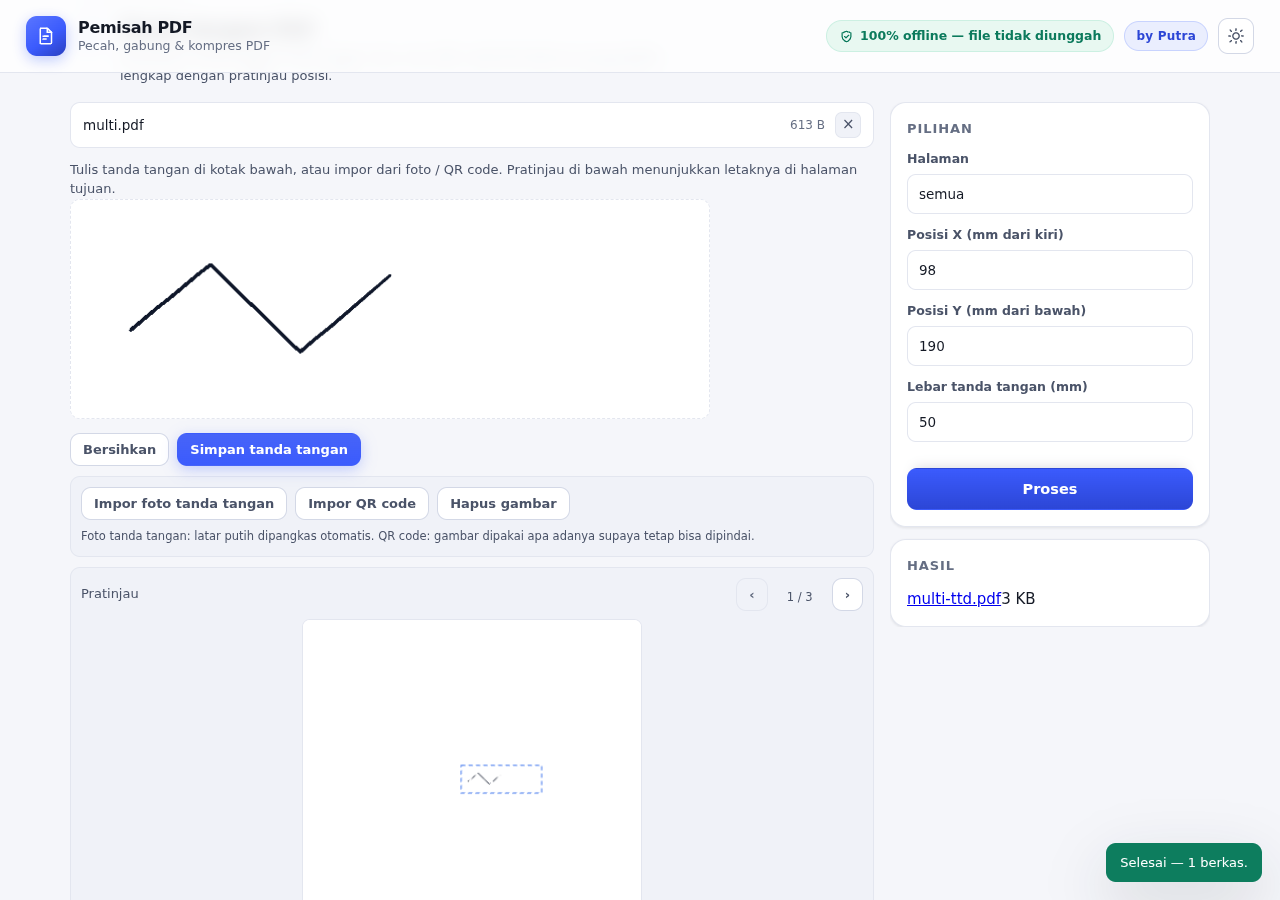 Pemisah PDF
Pecah, gabung & kompres PDF
100% offline — file tidak diunggah
by Putra
lengkap dengan pratinjau posisi.
multi.pdf
613 B
×
Tulis tanda tangan di kotak bawah, atau impor dari foto / QR code. Pratinjau di bawah menunjukkan letaknya di halaman
tujuan.
Bersihkan
Simpan tanda tangan
Impor foto tanda tangan
Impor QR code
Hapus gambar
Foto tanda tangan: latar putih dipangkas otomatis. QR code: gambar dipakai apa adanya supaya tetap bisa dipindai.
Pratinjau
‹
1 / 3
›
PILIHAN
Halaman
semua
Posisi X (mm dari kiri)
98
Posisi Y (mm dari bawah)
190
Lebar tanda tangan (mm)
50
Proses
HASIL
multi-ttd.pdf3 KB
Selesai — 1 berkas.